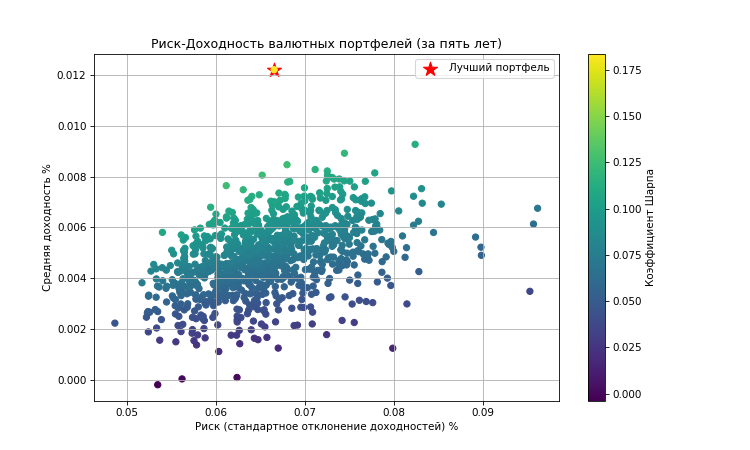 Риск-Доходность валютных портфелей (за пять лет)
Лучший портфель
Средняя доходность %
0.012
0.010
0.008
0.006
0.004
0.002
0.000
0.05 0.06 0.07 0.08 0.09
Риск (стандартное отклонение доходностей) %
0.175
0.150
0.125
0.100
0.075
0.050
0.025
0.000
Коэффициент Шарпа